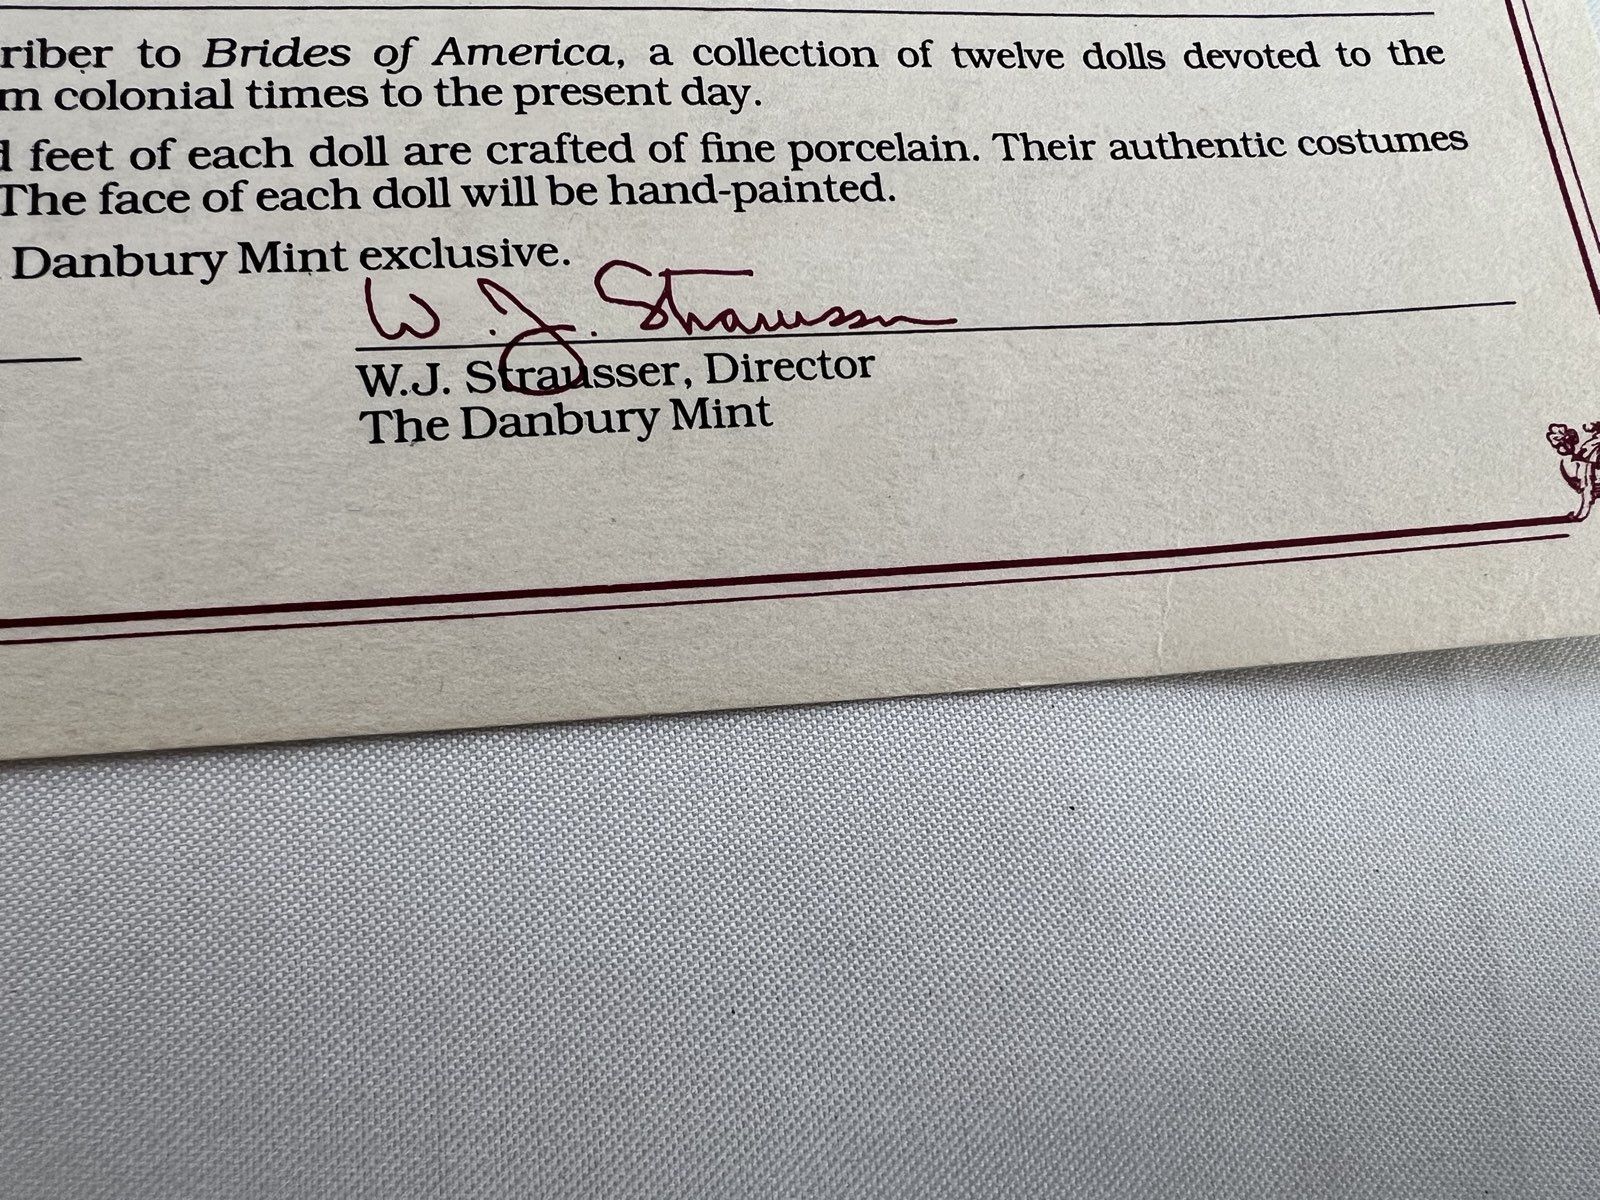 riber to Brides of America, a collection of twelve dolls devoted to the
m colonial times to the present day.
d feet of each doll are crafted of fine porcelain. Their authentic costumes
The face of each doll will be hand-painted.
Danbury Mint exclusive.
W. J. Strausser
W.J. Strausser, Director
The Danbury Mint